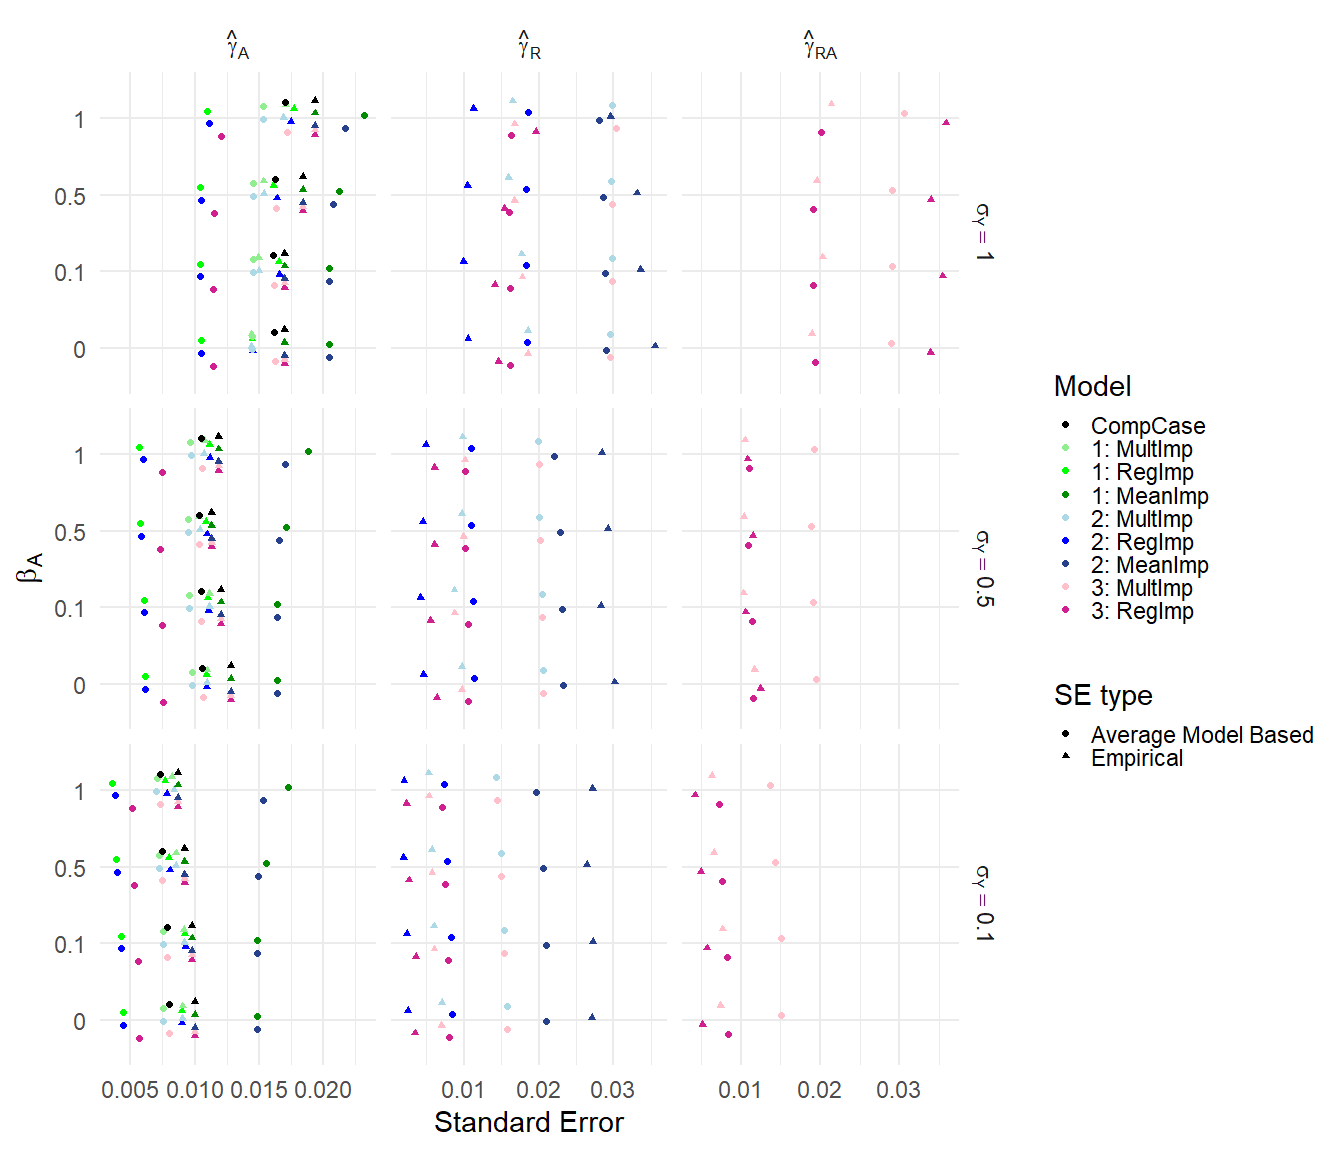 γ̂A γ̂R γ̂RA
1
0.5
0.1
0
σY = 1
1
0.5
0.1
0
σY = 0.5
1
0.5
0.1
0
σY = 0.1
βA
0.005 0.010 0.015 0.020
0.01 0.02 0.03
0.01 0.02 0.03
Standard Error
Model
CompCase
1: MultImp
1: RegImp
1: MeanImp
2: MultImp
2: RegImp
2: MeanImp
3: MultImp
3: RegImp
SE type
Average Model Based
Empirical